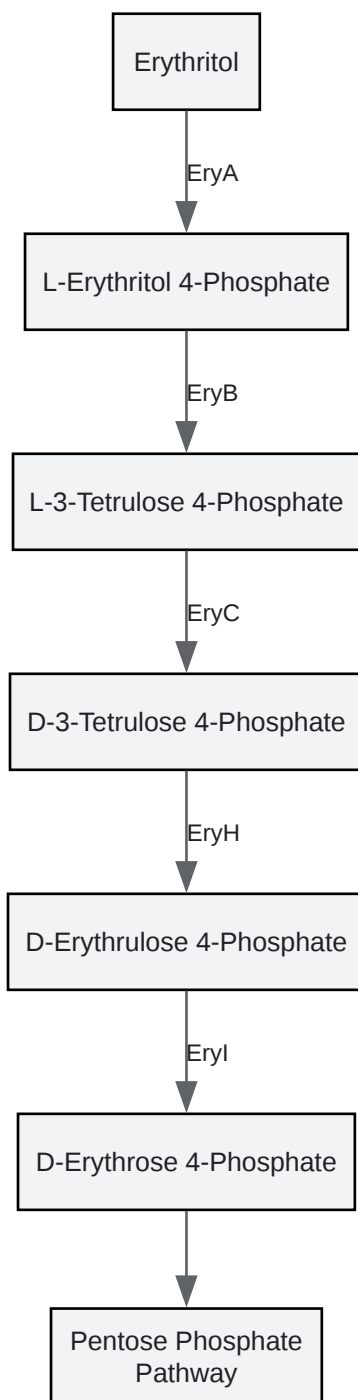 Erythritol
EryA
L-Erythritol 4-Phosphate
EryB
L-3-Tetrulose 4-Phosphate
EryC
D-3-Tetrulose 4-Phosphate
EryH
D-Erythrulose 4-Phosphate
EryI
D-Erythrose 4-Phosphate
Pentose Phosphate
Pathway